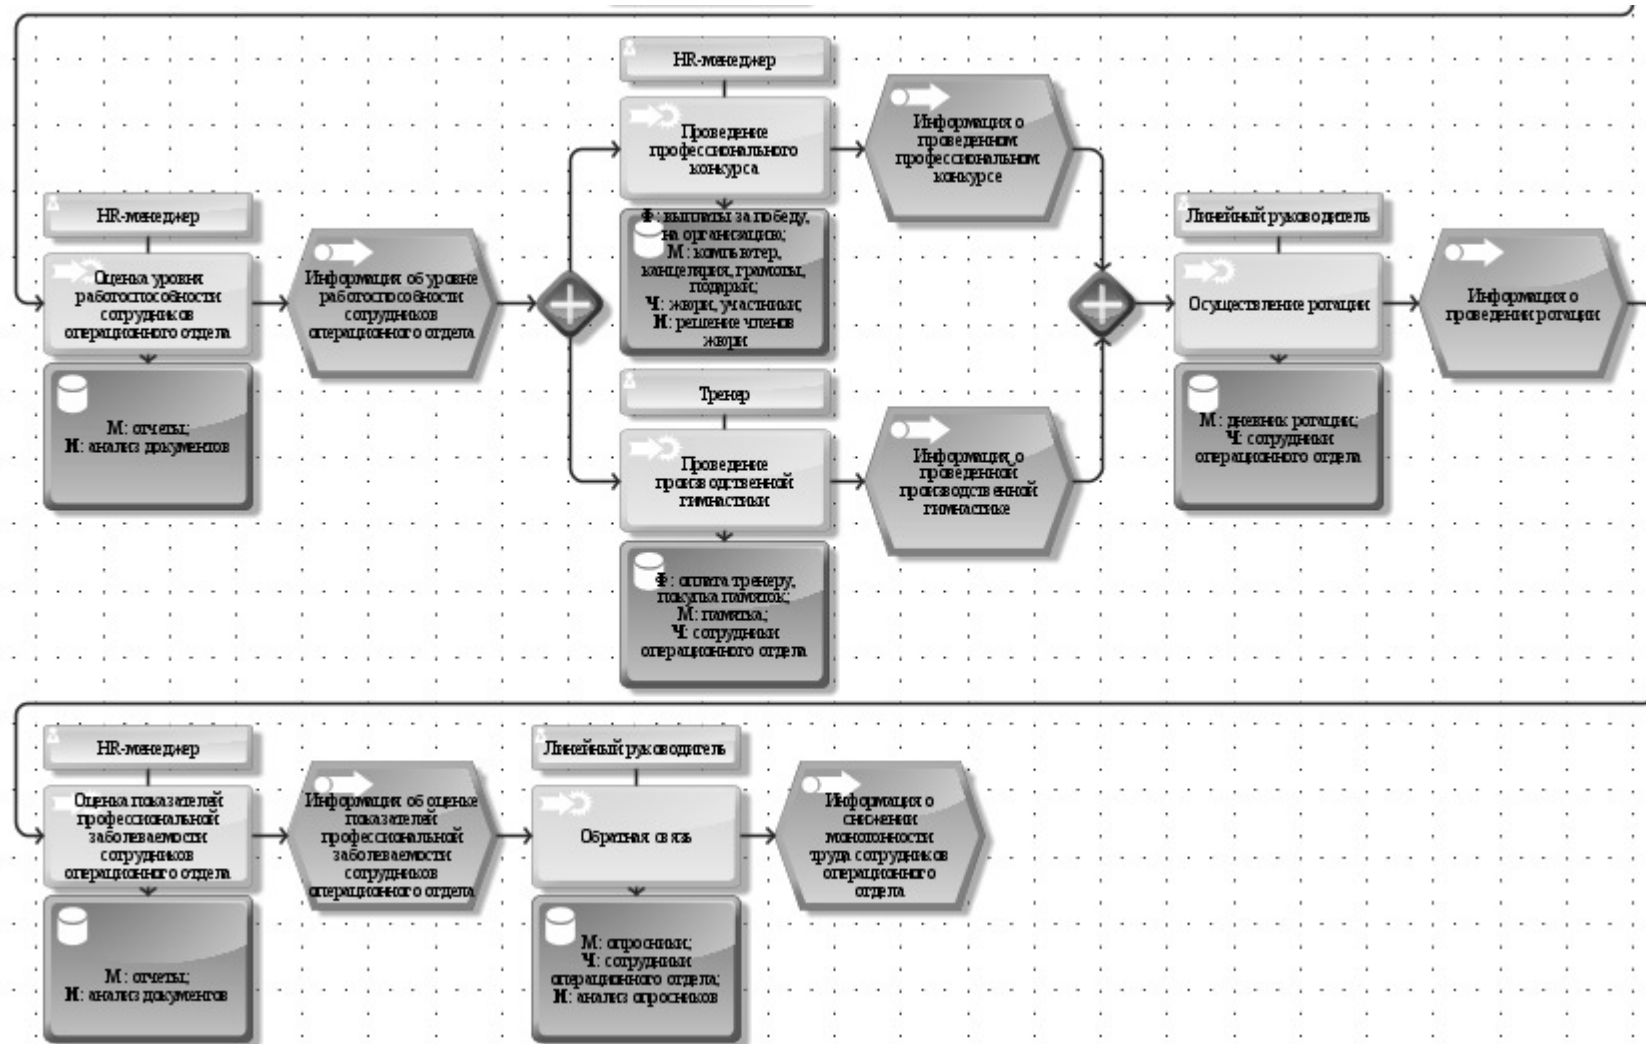 HR-менеджер
Оценка уровня
работоспособности
сотрудников
операционного отдела
М: отчеты;
И: анализ документов
Информация об уровне
работоспособности
сотрудников
операционного отдела
HR-менеджер
Проведение
профессионального
конкурса
Ф: выплаты за победу,
на организацию;
М: компьютер,
канцелярия, грамоты,
подарки;
Ч: жюри, участники;
И: решение членов
жюри
Информация о
проведенном
профессиональном
конкурсе
Тренер
Проведение
производственной
гимнастики
Ф: оплата тренеру,
покупка памяток;
М: памятка;
Ч: сотрудники
операционного отдела
Информация о
проведенной
производственной
гимнастике
Линейный руководитель
Осуществление ротации
М: дневник ротации;
Ч: сотрудники
операционного отдела
Информация о
проведении ротации
HR-менеджер
Оценка показателей
профессиональной
заболеваемости
сотрудников
операционного отдела
М: отчеты;
И: анализ документов
Информация об оценке
показателей
профессиональной
заболеваемости
сотрудников
операционного отдела
Линейный руководитель
Обратная связь
М: опросники;
Ч: сотрудники
операционного отдела;
И: анализ опросников
Информация о
снижении
монотонности
труда сотрудников
операционного
отдела